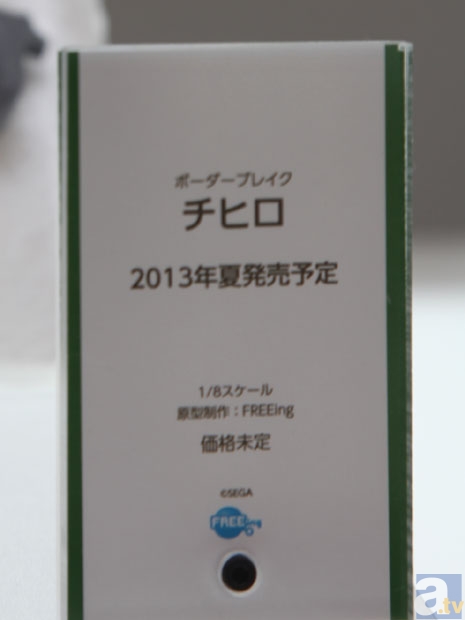 ボーダーブレイク
チヒロ
2013年夏発売予定
1/8スケール
原型制作：FREEing
価格未定
©SEGA
FREEing
a.tv